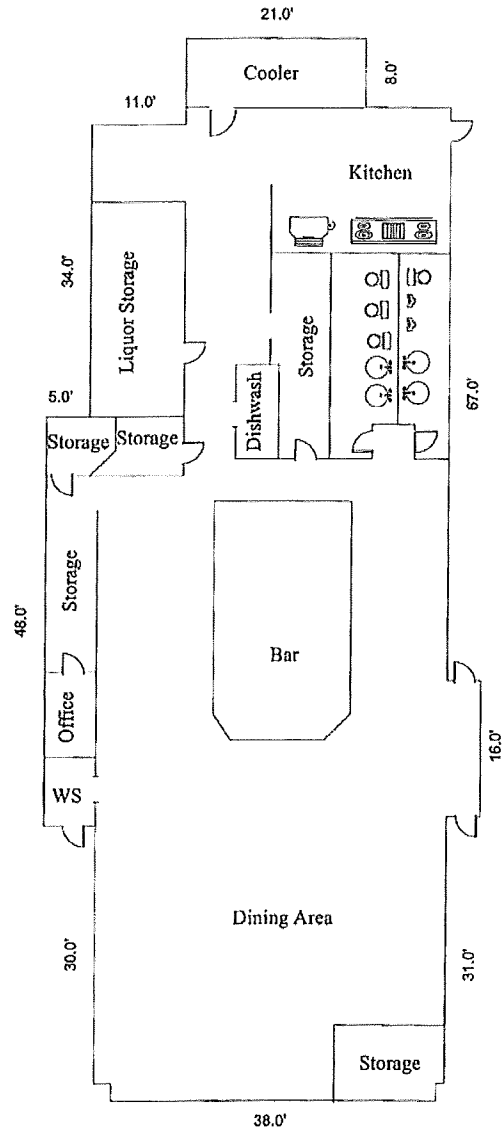 21.0'
Cooler
8.0'
11.0'
Kitchen
34.0'
Liquor Storage
Storage
67.0'
5.0'
Dishwash
Storage
Storage
48.0'
Storage
Bar
Office
16.0'
WS
Dining Area
30.0'
31.0'
Storage
38.0'